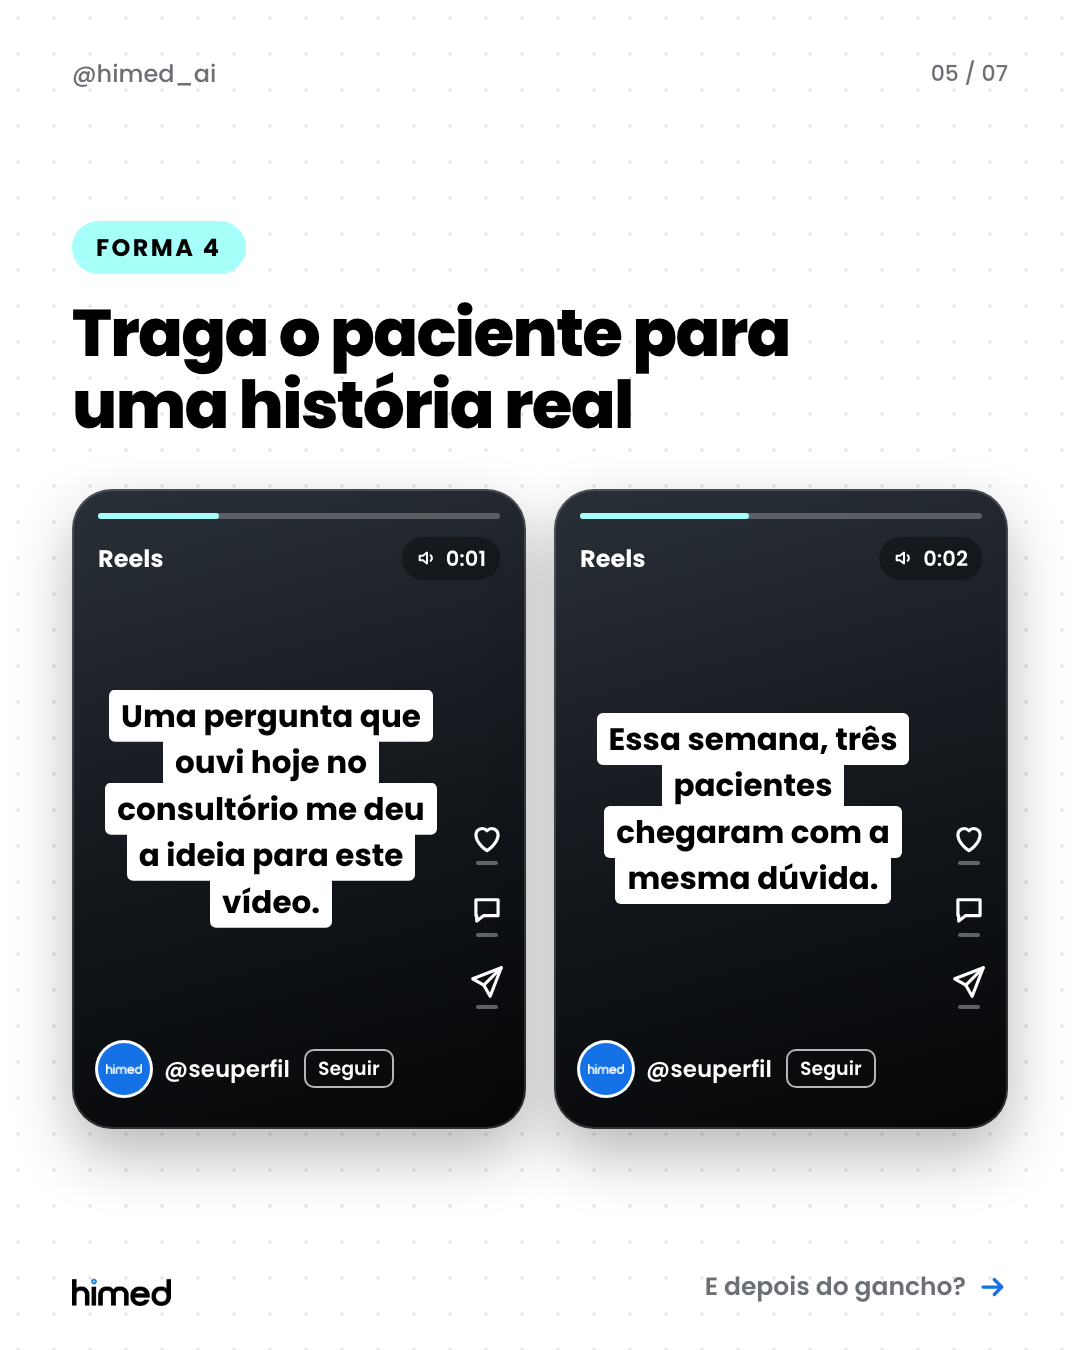 @himed_ai
05 / 07
FORMA 4
Traga o paciente para
uma história real
Reels
0:01
Uma pergunta que
ouvi hoje no
consultório me deu
a ideia para este
vídeo.
himed
@seuperfil
Seguir
Reels
0:02
Essa semana, três
pacientes
chegaram com a
mesma dúvida.
himed
@seuperfil
Seguir
himed
E depois do gancho?